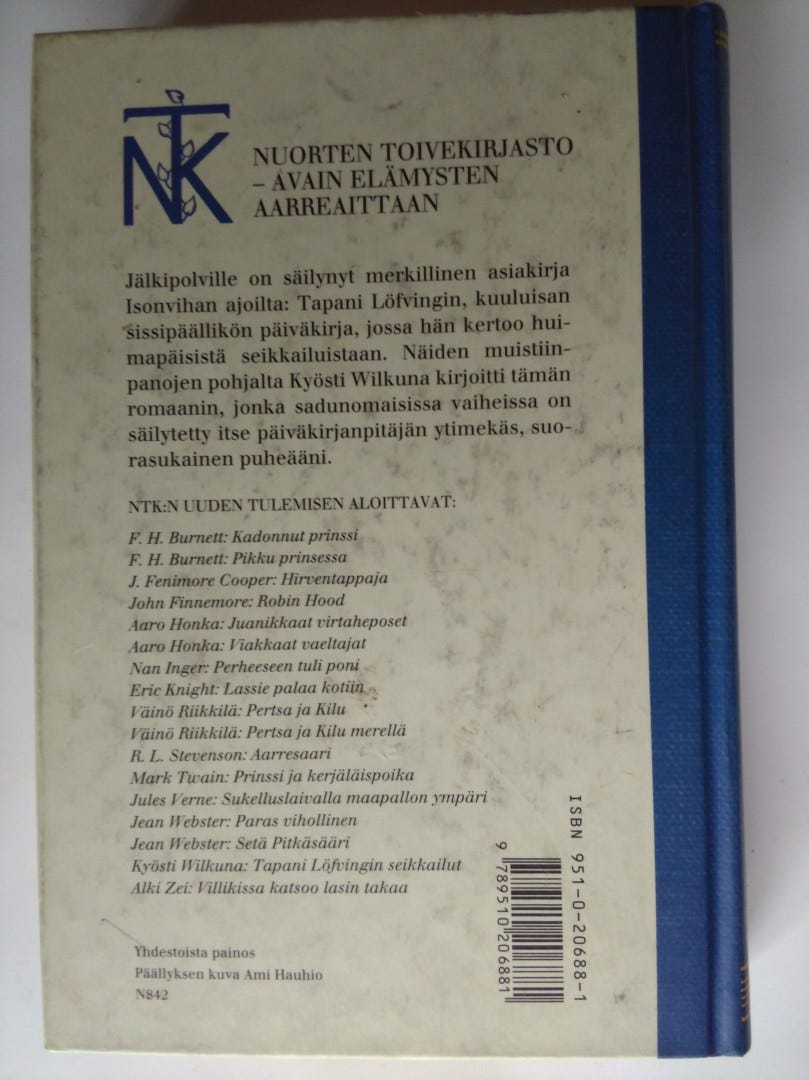 NTK
NUORTEN TOIVEKIRJASTO
– AVAIN ELÄMYSTEN
AARREAITTAAN
Jälkipolville on säilynyt merkillinen asiakirja
Isonvihan ajoilta: Tapani Löfvingin, kuuluisan
sissipäällikön päiväkirja, jossa hän kertoo hui-
mapäisistä seikkailuistaan. Näiden muistiin-
panojen pohjalta Kyösti Wilkuna kirjoitti tämän
romaanin, jonka sadunomaisissa vaiheissa on
säilytetty itse päiväkirjanpitäjän ytimekäs, suo-
rasukainen puheääni.
NTK:N UUDEN TULEMISEN ALOITTAVAT:
F. H. Burnett: Kadonnut prinssi
F. H. Burnett: Pikku prinsessa
J. Fenimore Cooper: Hirventappaja
John Finnemore: Robin Hood
Aaro Honka: Juanikkaat virtaheposet
Aaro Honka: Viakkaat vaeltajat
Nan Inger: Perheeseen tuli poni
Eric Knight: Lassie palaa kotiin
Väinö Riikkilä: Pertsa ja Kilu
Väinö Riikkilä: Pertsa ja Kilu merellä
R. L. Stevenson: Aarresaari
Mark Twain: Prinssi ja kerjäläispoika
Jules Verne: Sukelluslaivalla maapallon ympäri
Jean Webster: Paras vihollinen
Jean Webster: Setä Pitkäsääri
Kyösti Wilkuna: Tapani Löfvingin seikkailut
Alki Zei: Villikissa katsoo lasin takaa
Yhdestoista painos
Päällyksen kuva Ami Hauhio
N842
ISBN 951-0-20688-1
9 789510 206881